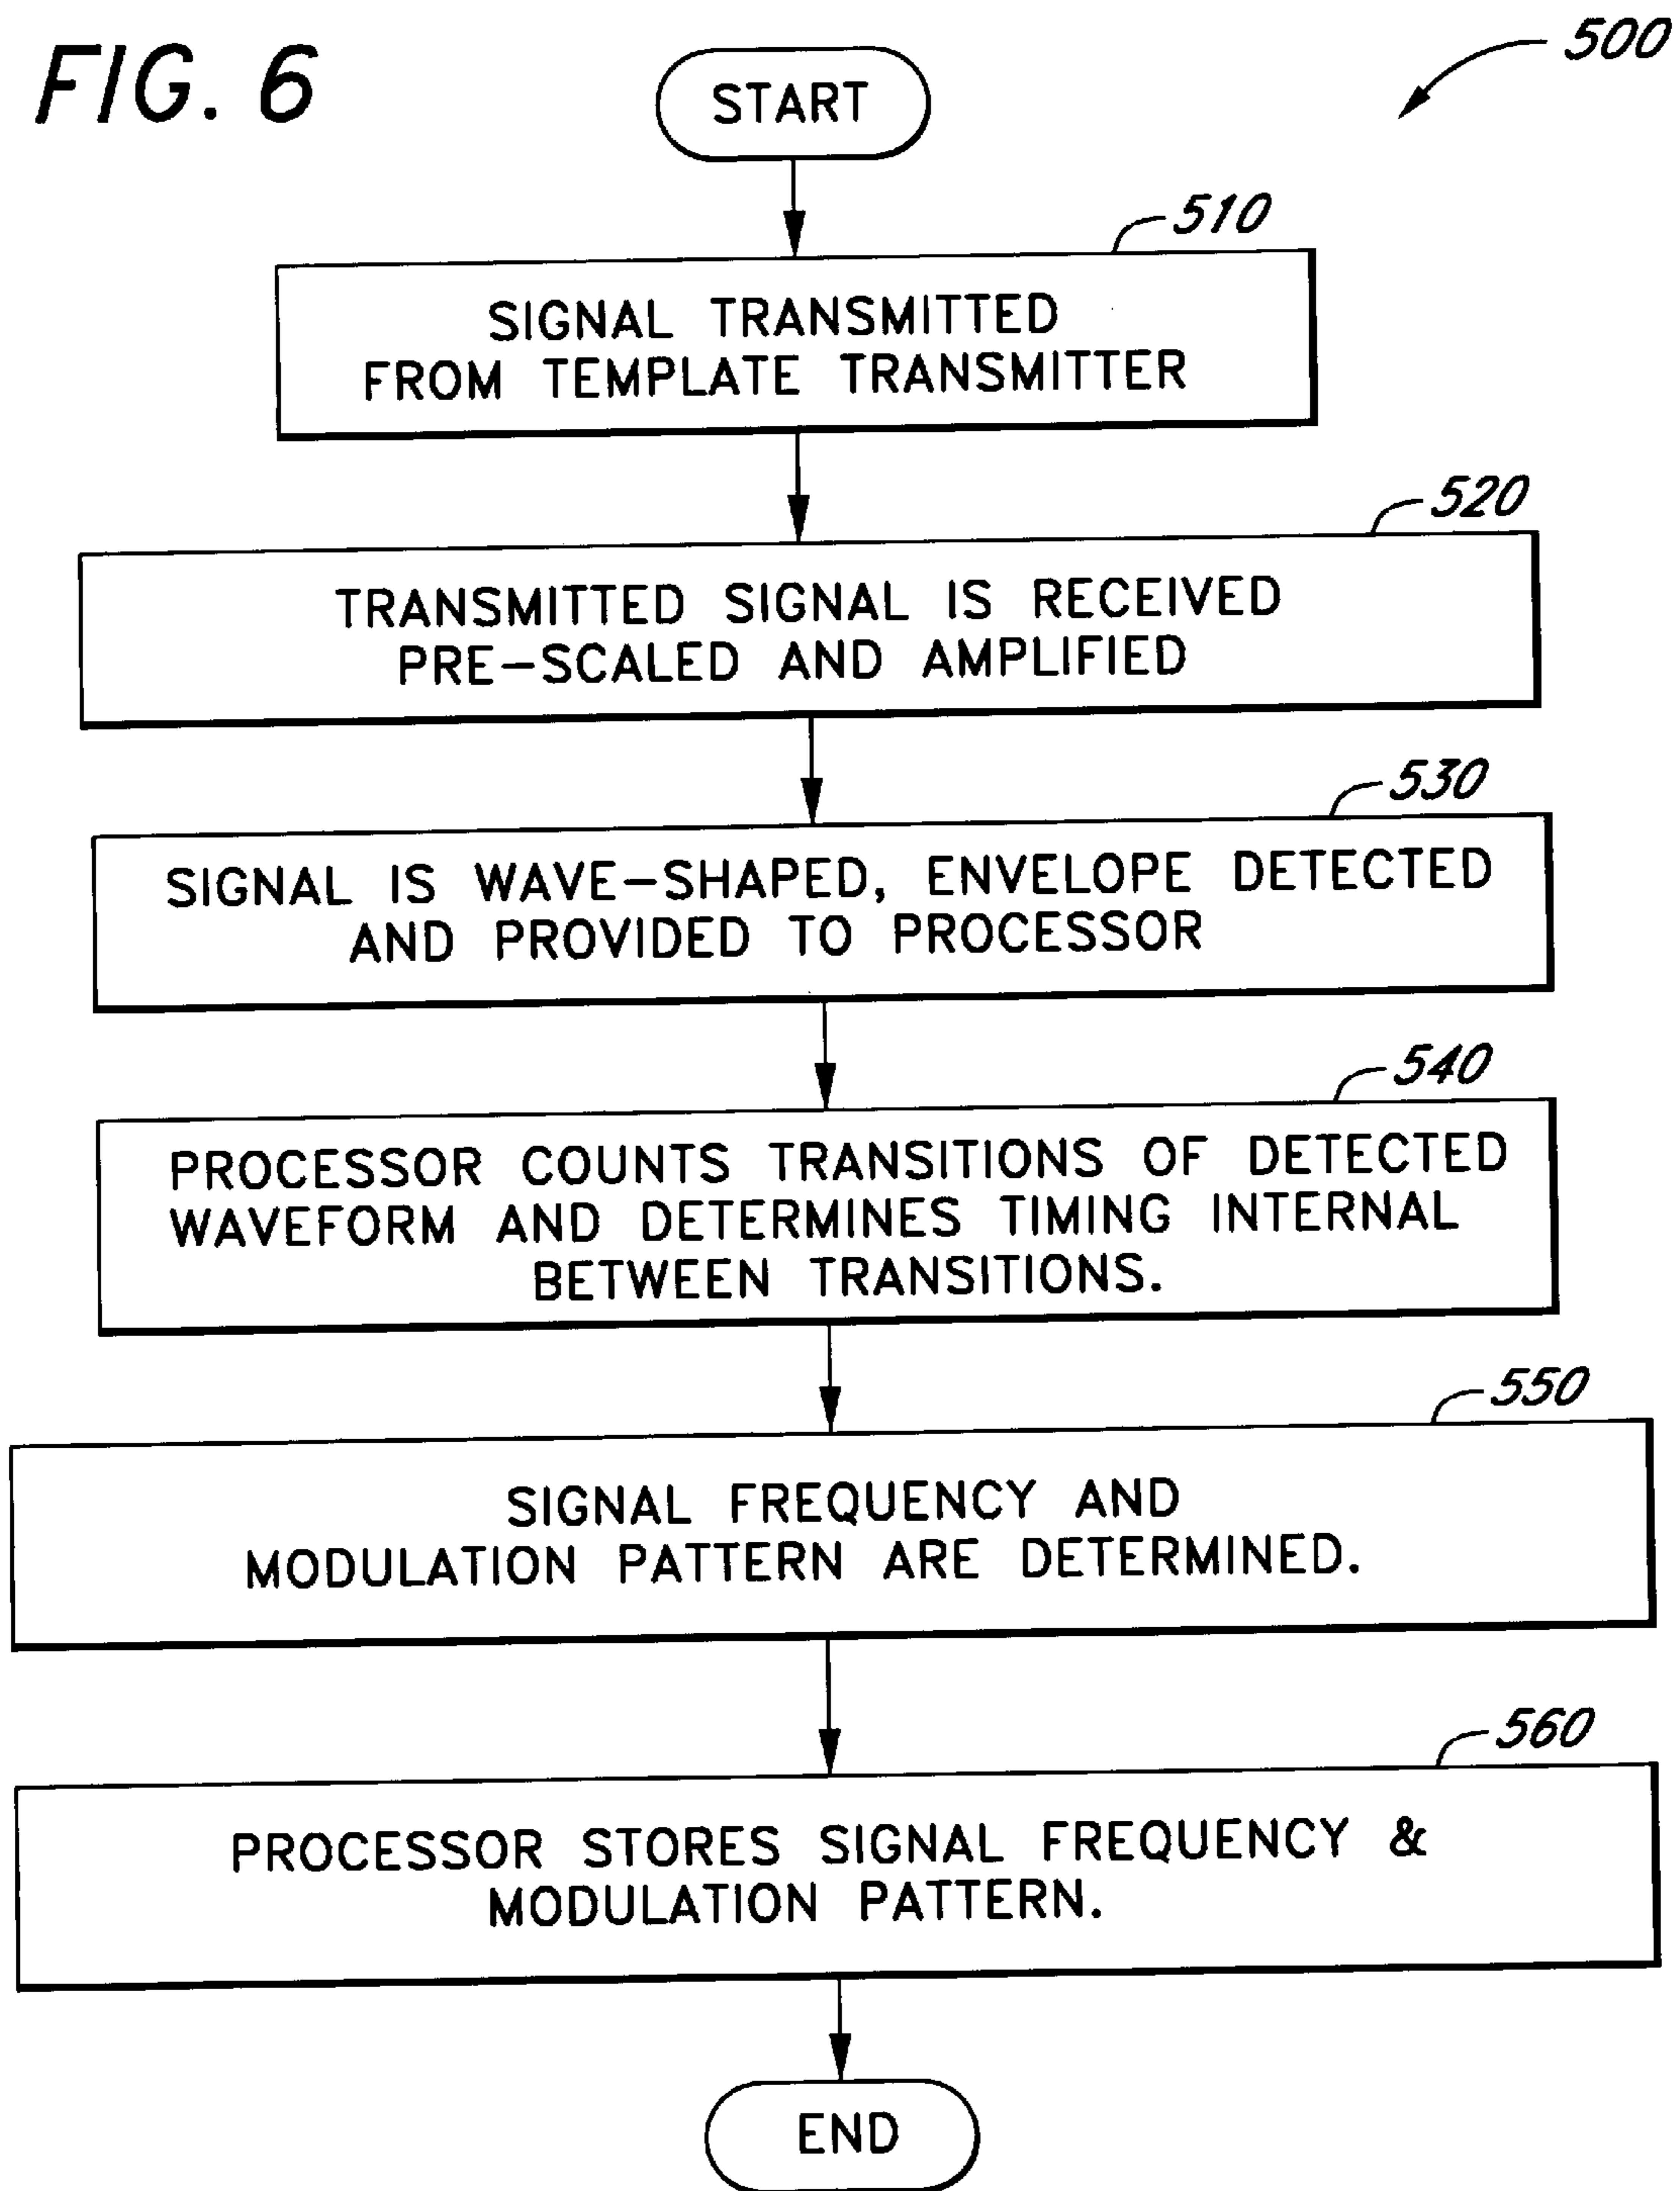 FIG. 6
500
START
510
SIGNAL TRANSMITTED
FROM TEMPLATE TRANSMITTER
520
TRANSMITTED SIGNAL IS RECEIVED
PRE-SCALED AND AMPLIFIED
530
SIGNAL IS WAVE-SHAPED, ENVELOPE DETECTED
AND PROVIDED TO PROCESSOR
540
PROCESSOR COUNTS TRANSITIONS OF DETECTED
WAVEFORM AND DETERMINES TIMING INTERNAL
BETWEEN TRANSITIONS.
550
SIGNAL FREQUENCY AND
MODULATION PATTERN ARE DETERMINED.
560
PROCESSOR STORES SIGNAL FREQUENCY &
MODULATION PATTERN.
END